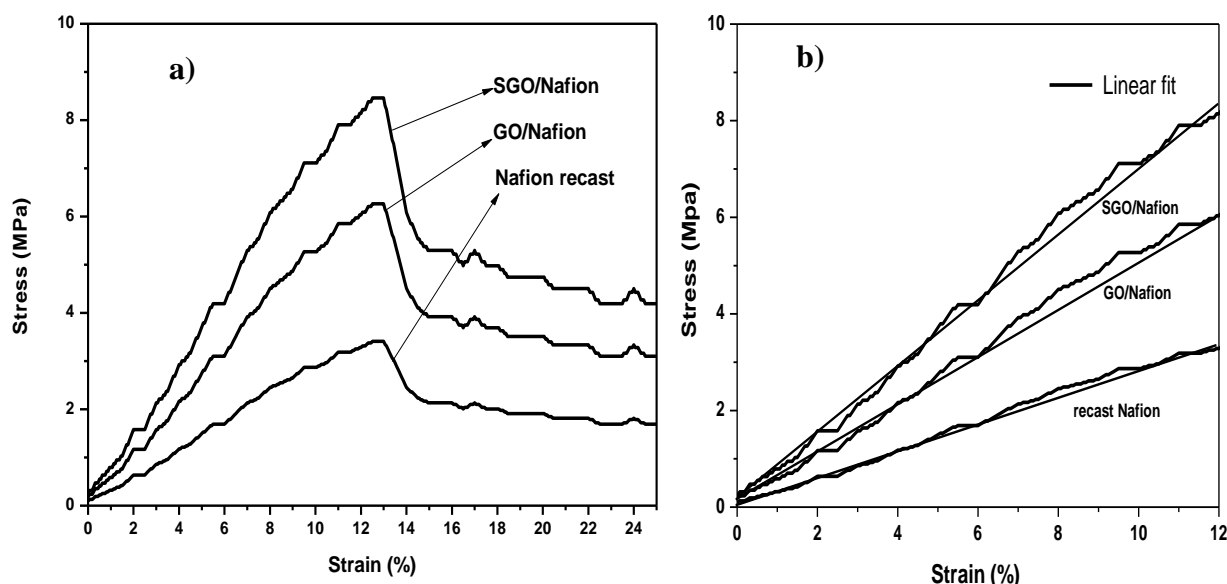 a)
10
8
6
4
2
0
Stress (MPa)
SGO/Nafion
GO/Nafion
Nafion recast
0 2 4 6 8 10 12 14 16 18 20 22 24
Strain (%)
b)
10
8
6
4
2
0
Stress (Mpa)
Linear fit
SGO/Nafion
GO/Nafion
recast Nafion
0 2 4 6 8 10 12
Strain (%)